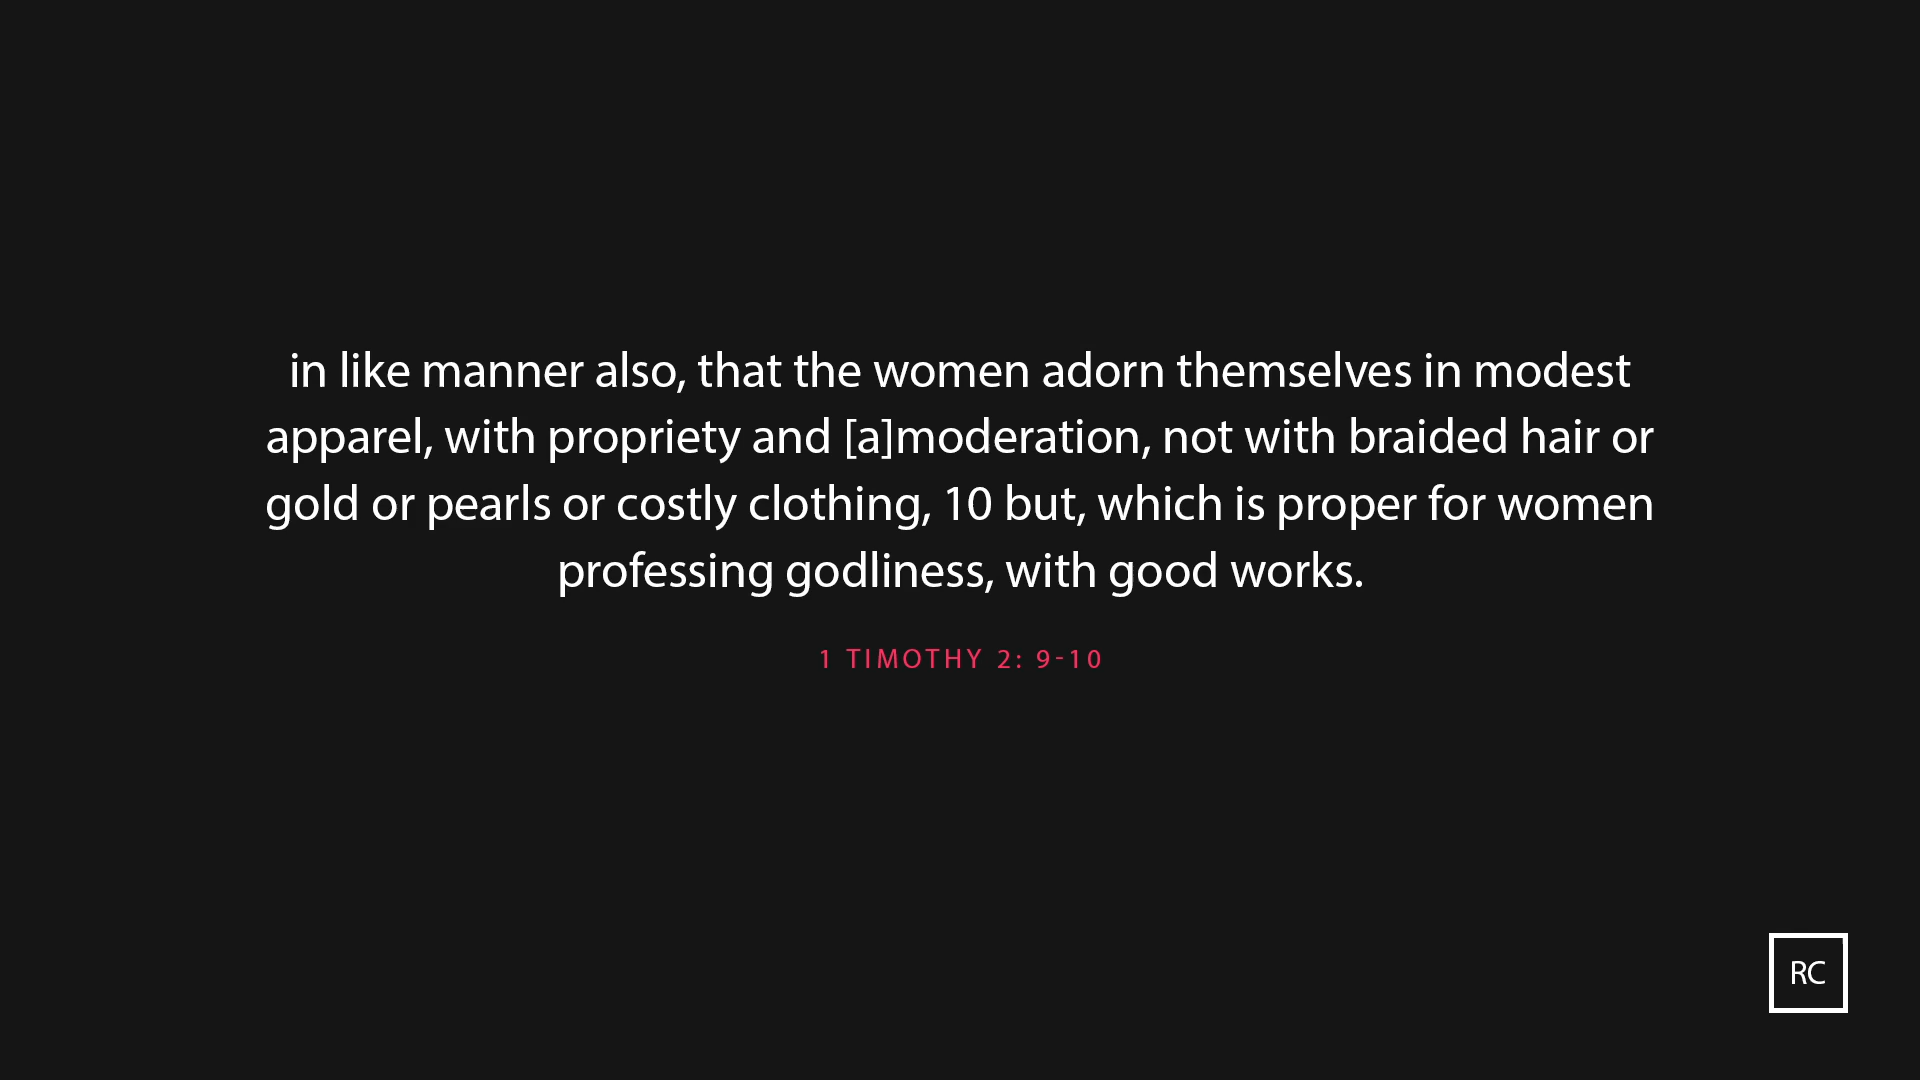 in like manner also, that the women adorn themselves in modest
apparel, with propriety and [a]moderation, not with braided hair or
gold or pearls or costly clothing, 10 but, which is proper for women
professing godliness, with good works.
1 TIMOTHY 2: 9-10
RC